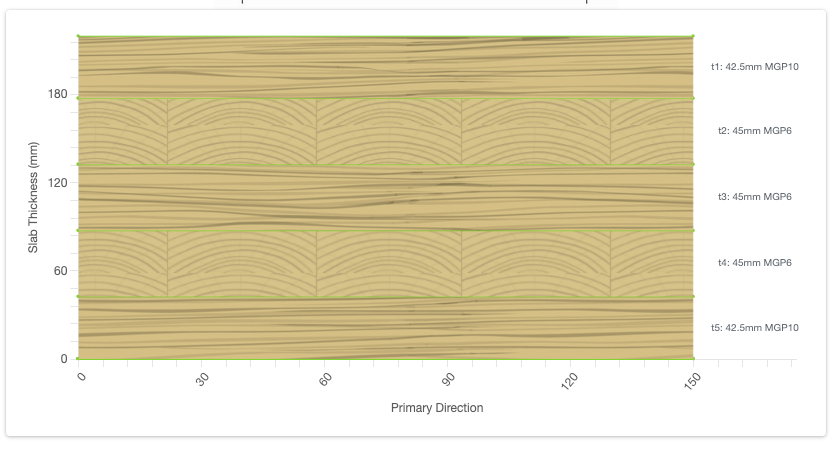 t1: 42.5mm MGP10
180
t2: 45mm MGP6
120
t3: 45mm MGP6
Slab Thickness (mm)
60
t4: 45mm MGP6
t5: 42.5mm MGP10
0
0 30 60 90 120 150
Primary Direction